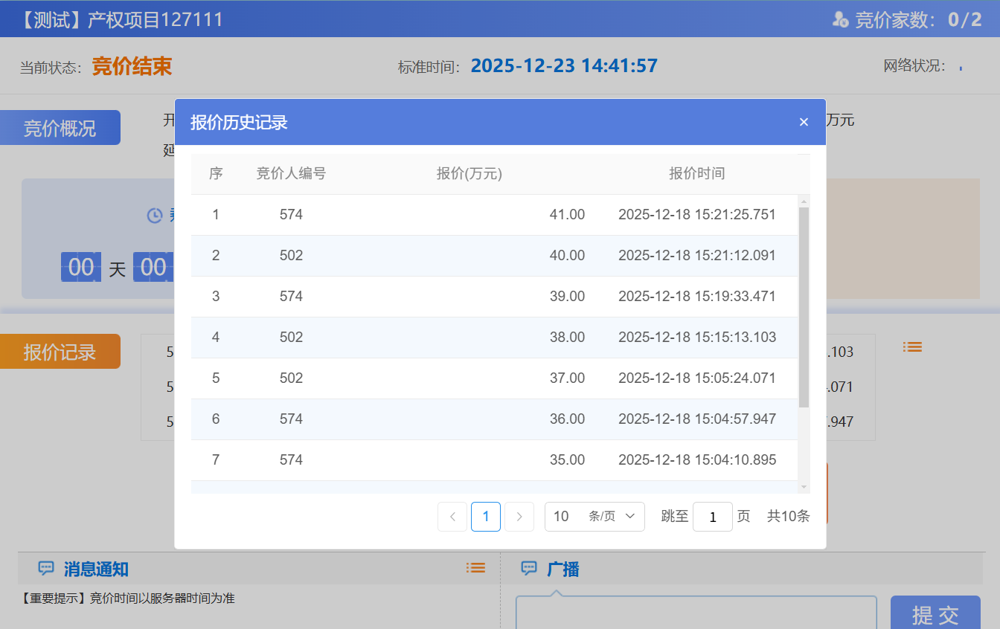 【测试】产权项目127111 竞价家数: 0/2
当前状态: 竞价结束 标准时间: 2025-12-23 14:41:57 网络状况:
竞价概况 开 万元
延
报价历史记录 ×
序 竞价人编号 报价(万元) 报价时间
1 574 41.00 2025-12-18 15:21:25.751
2 502 40.00 2025-12-18 15:21:12.091
3 574 39.00 2025-12-18 15:19:33.471
4 502 38.00 2025-12-18 15:15:13.103
5 502 37.00 2025-12-18 15:05:24.071
6 574 36.00 2025-12-18 15:04:57.947
7 574 35.00 2025-12-18 15:04:10.895
00 天 00
报价记录
5 .103
5 .071
5 .947
1 10 条/页 跳至 1 页 共10条
消息通知 广播
【重要提示】竞价时间以服务器时间为准
提 交